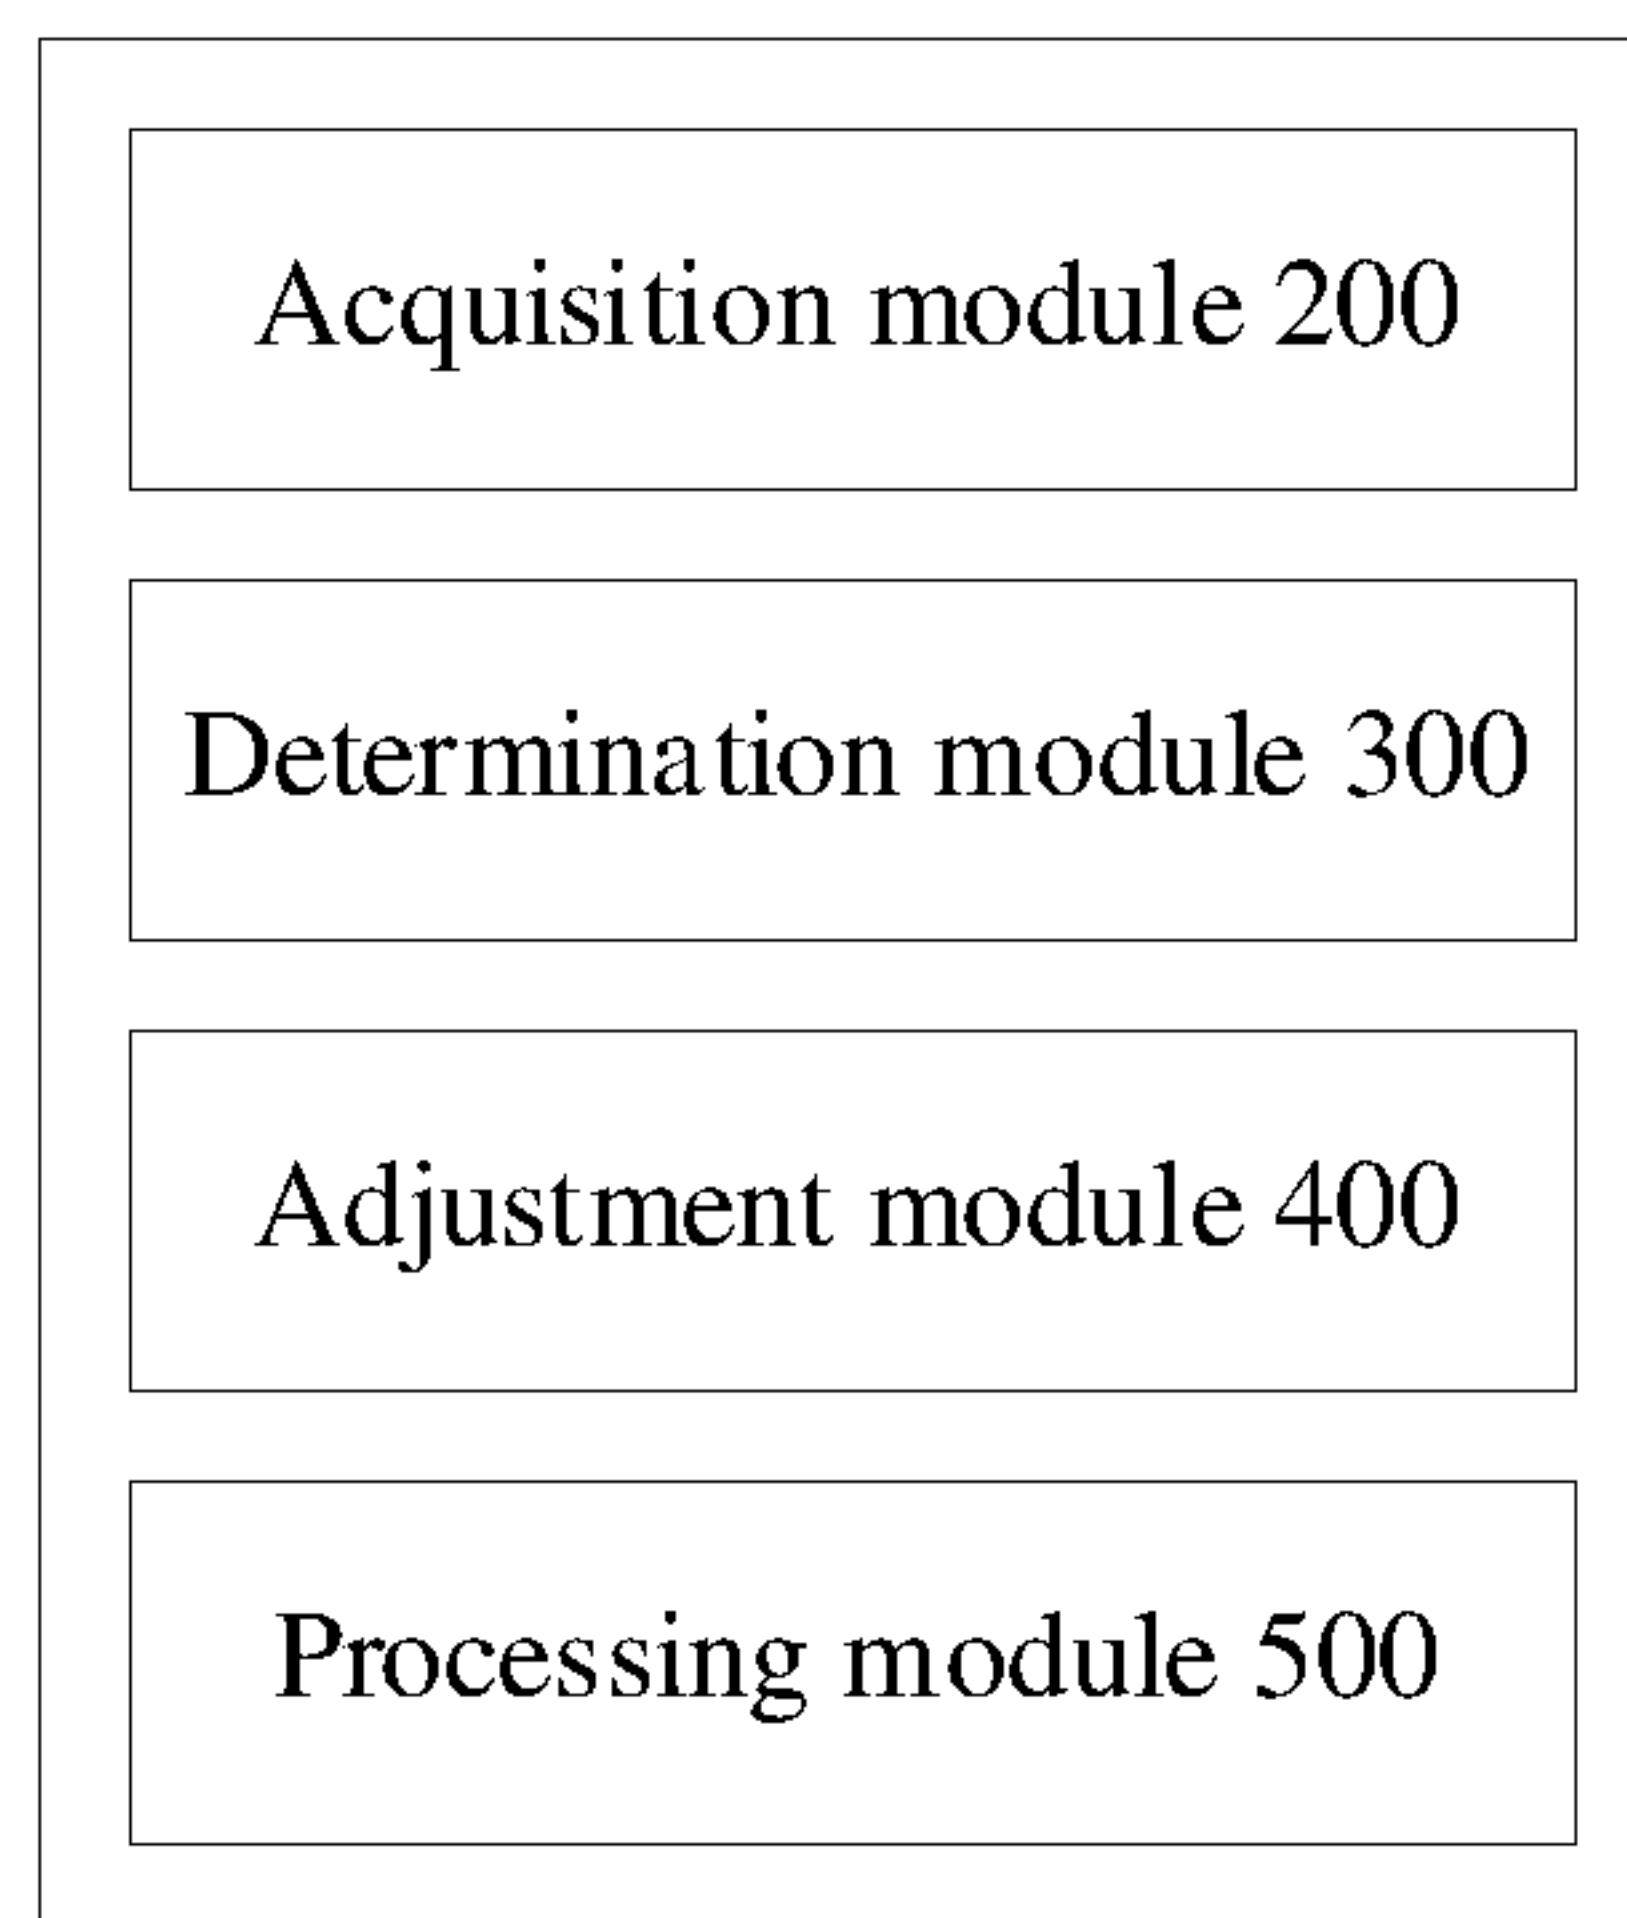 Acquisition module 200
Determination module 300
Adjustment module 400
Processing module 500